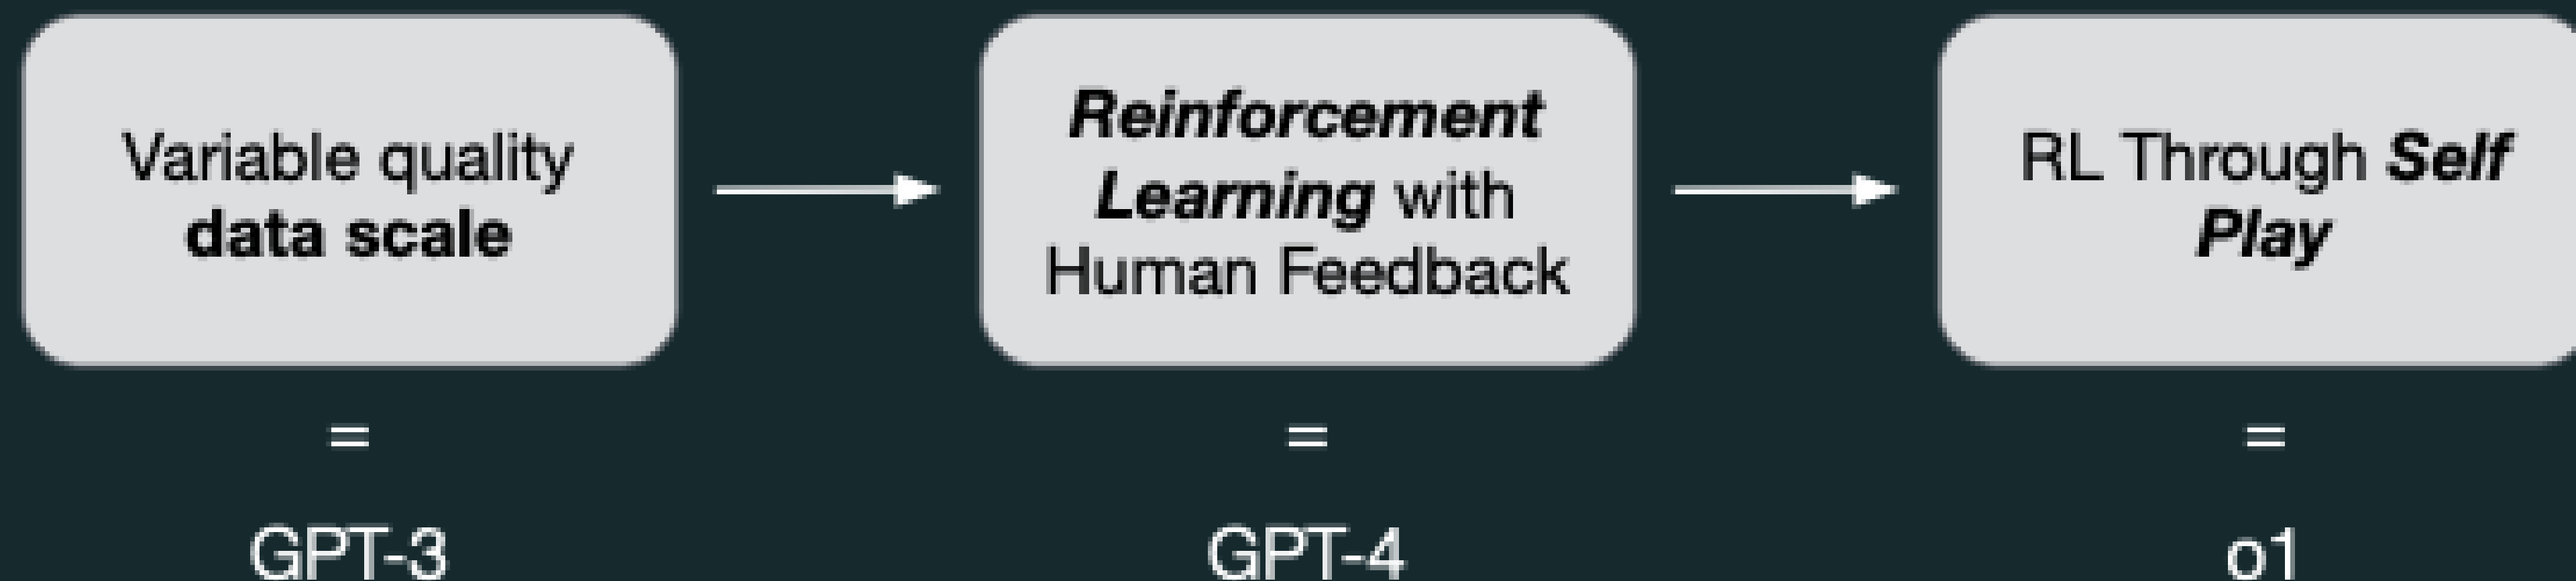 Variable quality
data scale
Reinforcement
Learning with
Human Feedback
RL Through Self
Play
=
=
=
GPT-3
GPT-4
o1